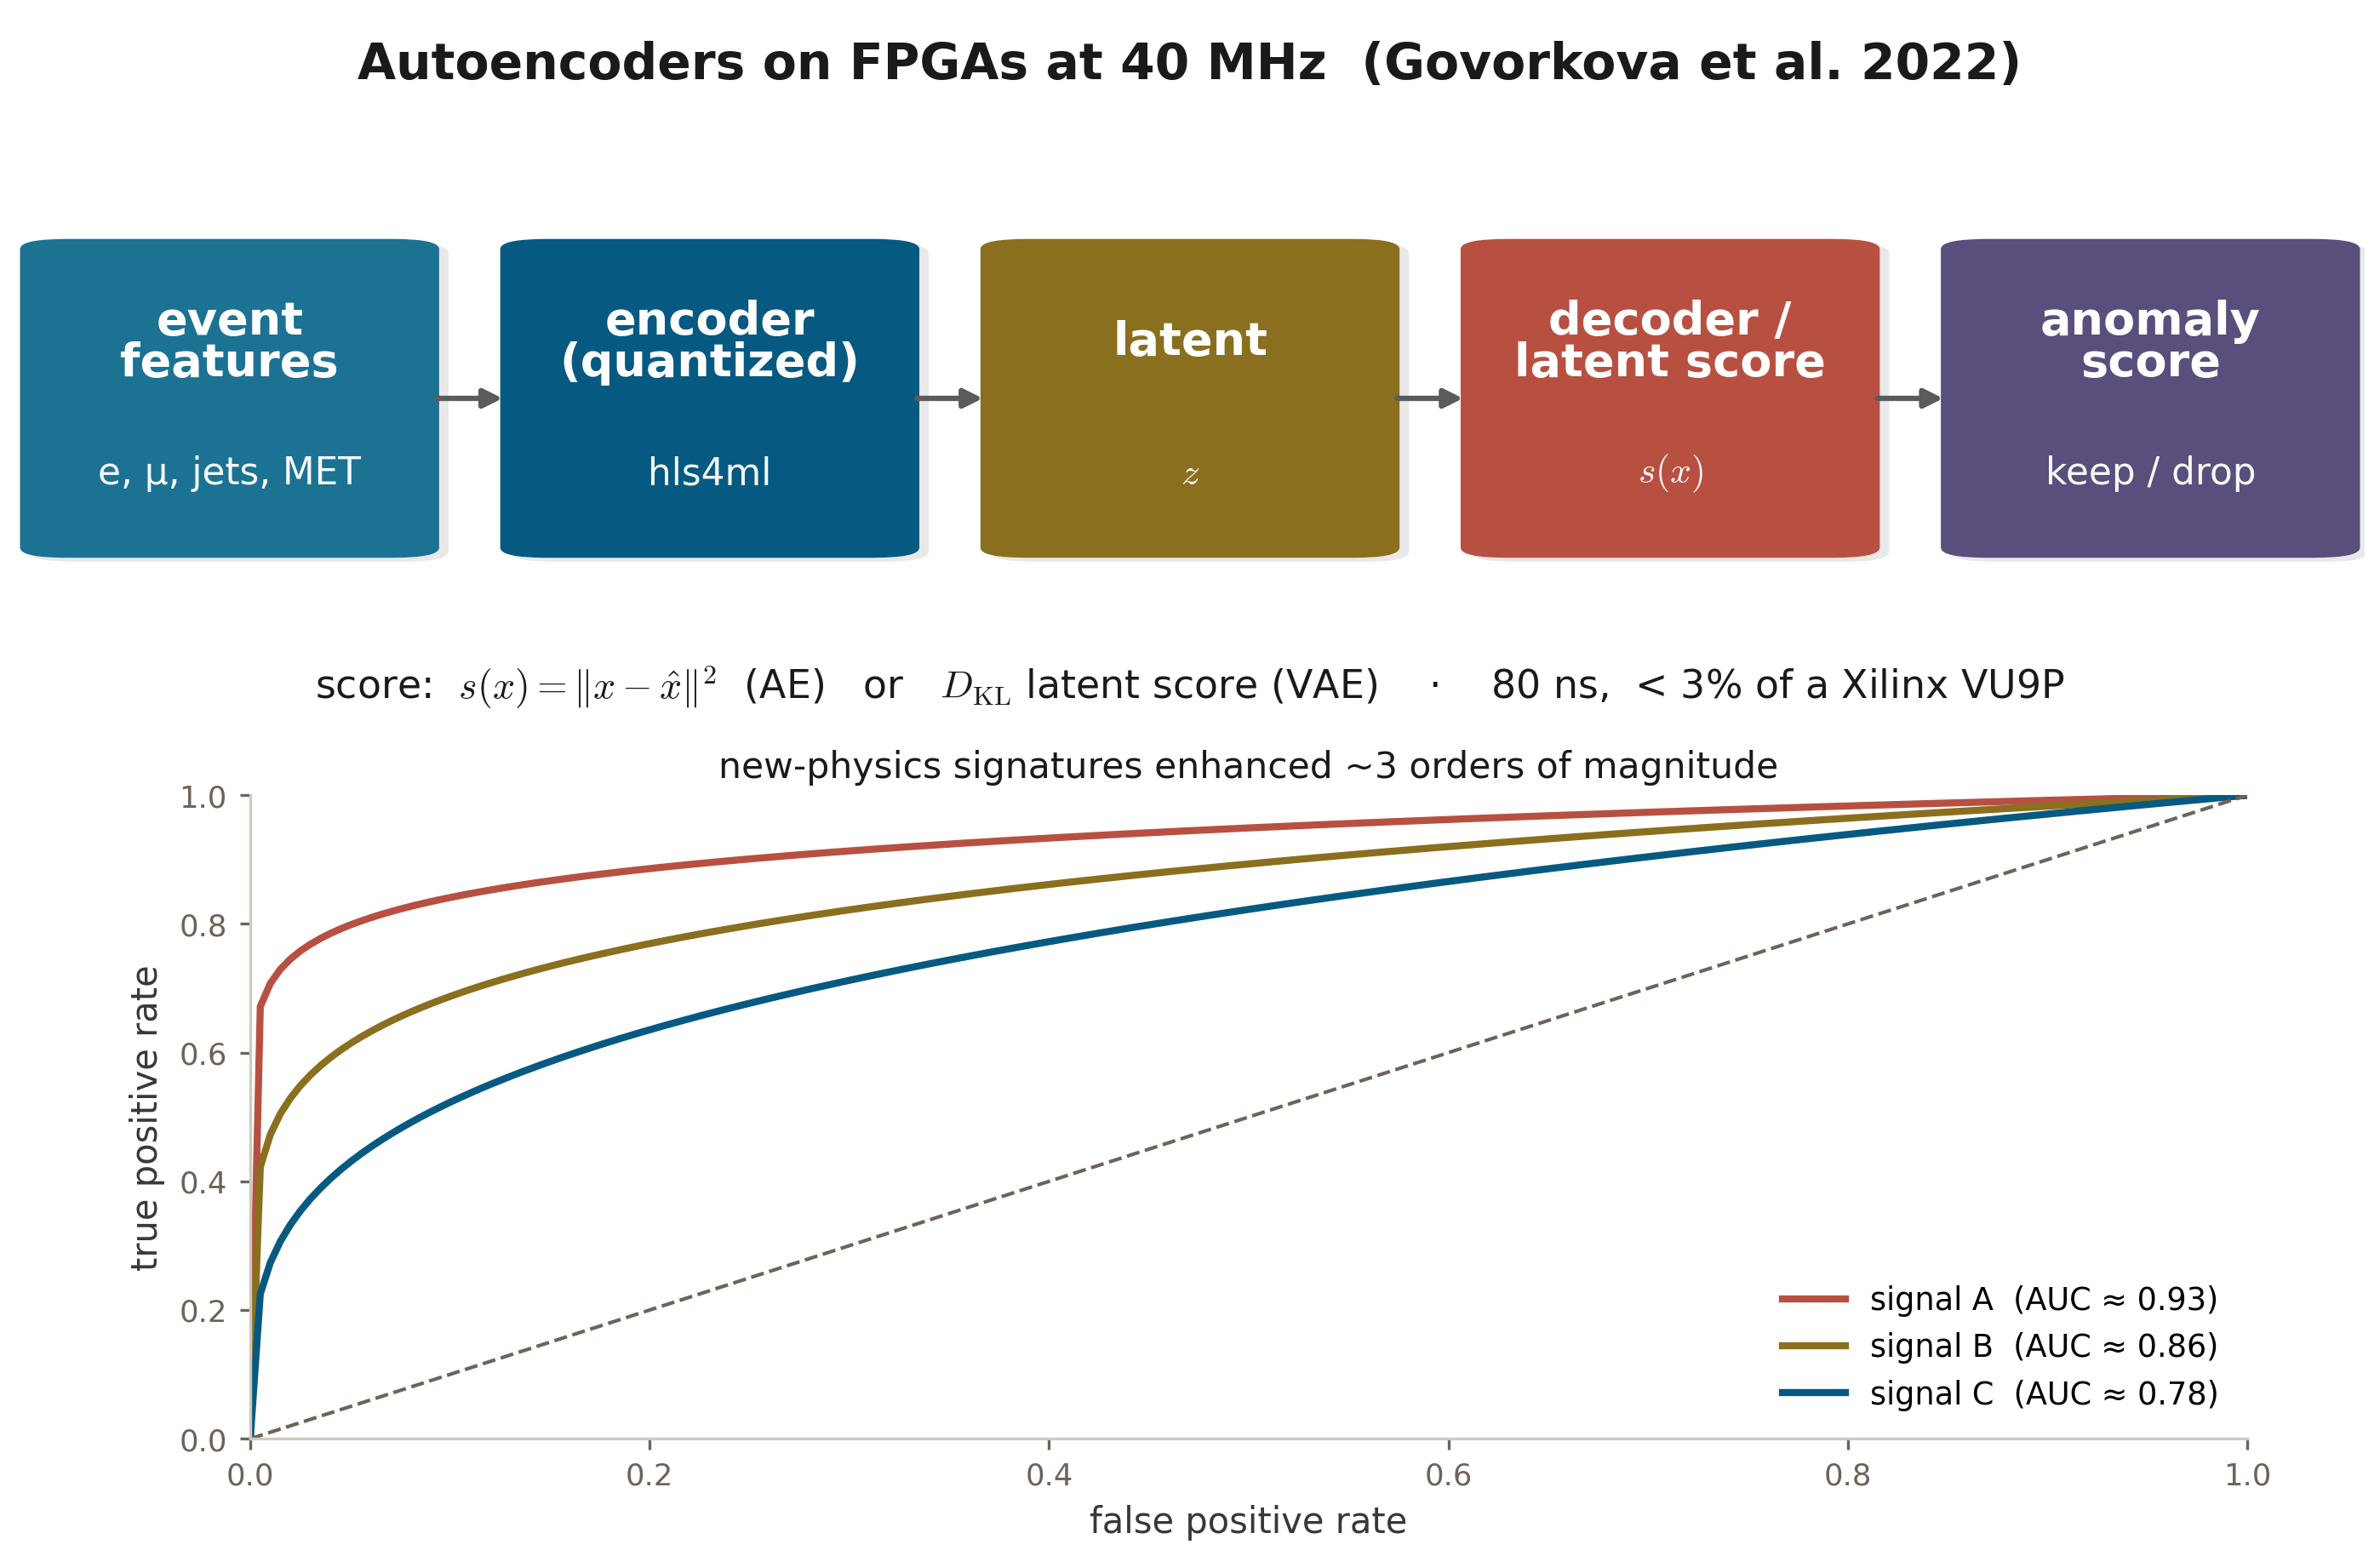 Autoencoders on FPGAs at 40 MHz (Govorkova et al. 2022)
event
features
e, μ, jets, MET
encoder
(quantized)
hls4ml
latent
z
decoder /
latent score
s(x)
anomaly
score
keep / drop
score: s(x) = ‖x − x̂‖² (AE) or D_KL latent score (VAE) · 80 ns, < 3% of a Xilinx VU9P
new-physics signatures enhanced ~3 orders of magnitude
true positive rate
1.0
0.8
0.6
0.4
0.2
0.0
signal A (AUC ≈ 0.93)
signal B (AUC ≈ 0.86)
signal C (AUC ≈ 0.78)
0.0 0.2 0.4 0.6 0.8 1.0
false positive rate